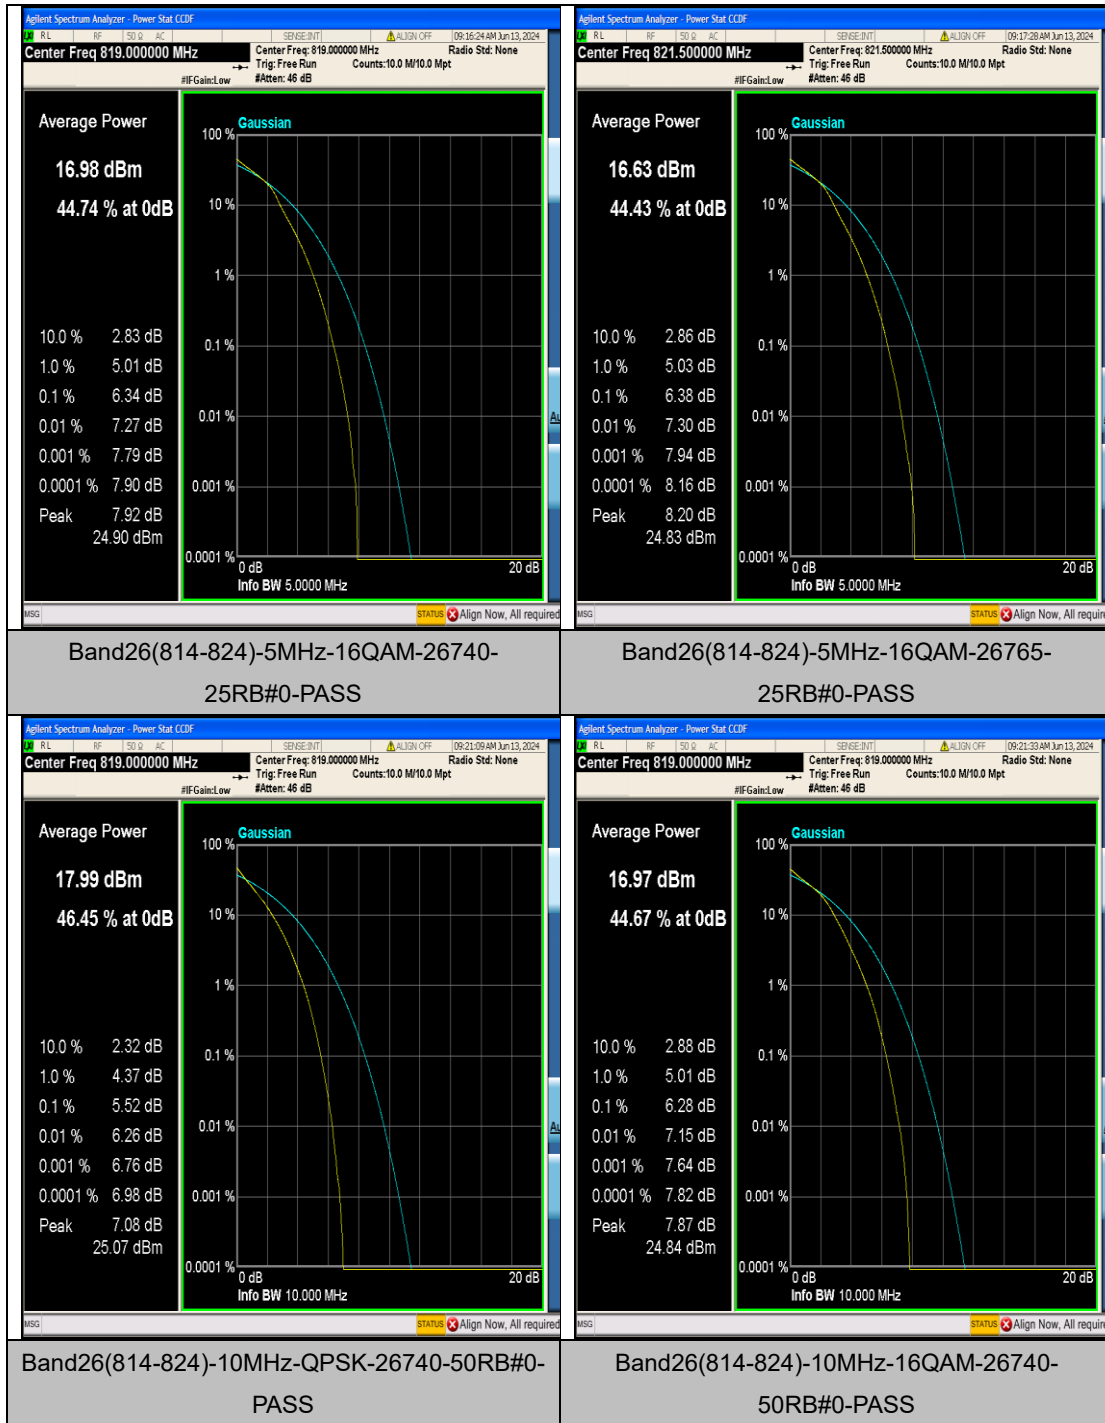 Agilent Spectrum Analyzer - Power Stat CCDF
RL RF 50 Ω AC SENSE:INT ALIGN OFF 09:16:24 AM Jun 13, 2024
Center Freq 819.000000 MHz
Center Freq: 819.000000 MHz Radio Std: None
Trig: Free Run Counts:10.0 M/10.0 Mpt
#IFGain:Low #Atten: 46 dB
Average Power
16.98 dBm
44.74 % at 0dB
10.0 % 2.83 dB
1.0 % 5.01 dB
0.1 % 6.34 dB
0.01 % 7.27 dB
0.001 % 7.79 dB
0.0001 % 7.90 dB
Peak 7.92 dB
24.90 dBm
Gaussian
100 %
10 %
1 %
0.1 %
0.01 %
0.001 %
0.0001 %
0 dB 20 dB
Info BW 5.0000 MHz
MSG STATUS Align Now, All required
Band26(814-824)-5MHz-16QAM-26740-
25RB#0-PASS
Agilent Spectrum Analyzer - Power Stat CCDF
RL RF 50 Ω AC SENSE:INT ALIGN OFF 09:17:28 AM Jun 13, 2024
Center Freq 821.500000 MHz
Center Freq: 821.500000 MHz Radio Std: None
Trig: Free Run Counts:10.0 M/10.0 Mpt
#IFGain:Low #Atten: 46 dB
Average Power
16.63 dBm
44.43 % at 0dB
10.0 % 2.86 dB
1.0 % 5.03 dB
0.1 % 6.38 dB
0.01 % 7.30 dB
0.001 % 7.94 dB
0.0001 % 8.16 dB
Peak 8.20 dB
24.83 dBm
Gaussian
100 %
10 %
1 %
0.1 %
0.01 %
0.001 %
0.0001 %
0 dB 20 dB
Info BW 5.0000 MHz
MSG STATUS Align Now, All require
Band26(814-824)-5MHz-16QAM-26765-
25RB#0-PASS
Agilent Spectrum Analyzer - Power Stat CCDF
RL RF 50 Ω AC SENSE:INT ALIGN OFF 09:21:09 AM Jun 13, 2024
Center Freq 819.000000 MHz
Center Freq: 819.000000 MHz Radio Std: None
Trig: Free Run Counts:10.0 M/10.0 Mpt
#IFGain:Low #Atten: 46 dB
Average Power
17.99 dBm
46.45 % at 0dB
10.0 % 2.32 dB
1.0 % 4.37 dB
0.1 % 5.52 dB
0.01 % 6.26 dB
0.001 % 6.76 dB
0.0001 % 6.98 dB
Peak 7.08 dB
25.07 dBm
Gaussian
100 %
10 %
1 %
0.1 %
0.01 %
0.001 %
0.0001 %
0 dB 20 dB
Info BW 10.000 MHz
MSG STATUS Align Now, All required
Band26(814-824)-10MHz-QPSK-26740-50RB#0-
PASS
Agilent Spectrum Analyzer - Power Stat CCDF
RL RF 50 Ω AC SENSE:INT ALIGN OFF 09:21:33 AM Jun 13, 2024
Center Freq 819.000000 MHz
Center Freq: 819.000000 MHz Radio Std: None
Trig: Free Run Counts:10.0 M/10.0 Mpt
#IFGain:Low #Atten: 46 dB
Average Power
16.97 dBm
44.67 % at 0dB
10.0 % 2.88 dB
1.0 % 5.01 dB
0.1 % 6.28 dB
0.01 % 7.15 dB
0.001 % 7.64 dB
0.0001 % 7.82 dB
Peak 7.87 dB
24.84 dBm
Gaussian
100 %
10 %
1 %
0.1 %
0.01 %
0.001 %
0.0001 %
0 dB 20 dB
Info BW 10.000 MHz
MSG STATUS Align Now, All require
Band26(814-824)-10MHz-16QAM-26740-
50RB#0-PASS